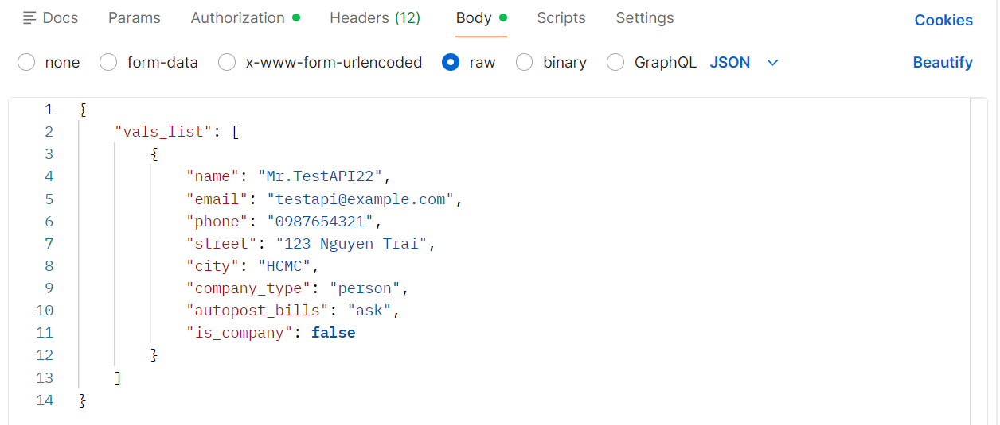 Docs Params Authorization Headers (12) Body Scripts Settings Cookies
none form-data x-www-form-urlencoded raw binary GraphQL JSON Beautify
1 {
2 "vals_list": [
3 {
4 "name": "Mr.TestAPI22",
5 "email": "testapi@example.com",
6 "phone": "0987654321",
7 "street": "123 Nguyen Trai",
8 "city": "HCMC",
9 "company_type": "person",
10 "autopost_bills": "ask",
11 "is_company": false
12 }
13 ]
14 }